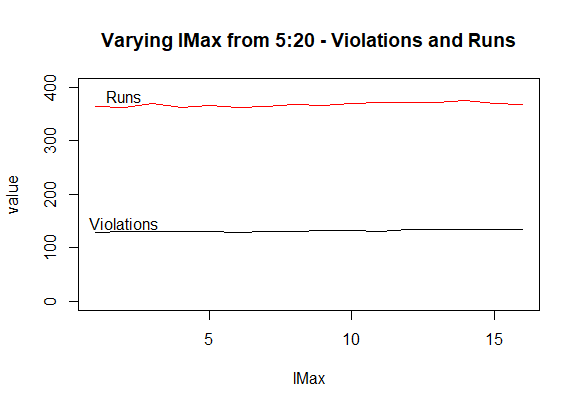 Varying IMax from 5:20 - Violations and Runs
400
300
200
100
0
value
Runs
Violations
5
10
15
IMax